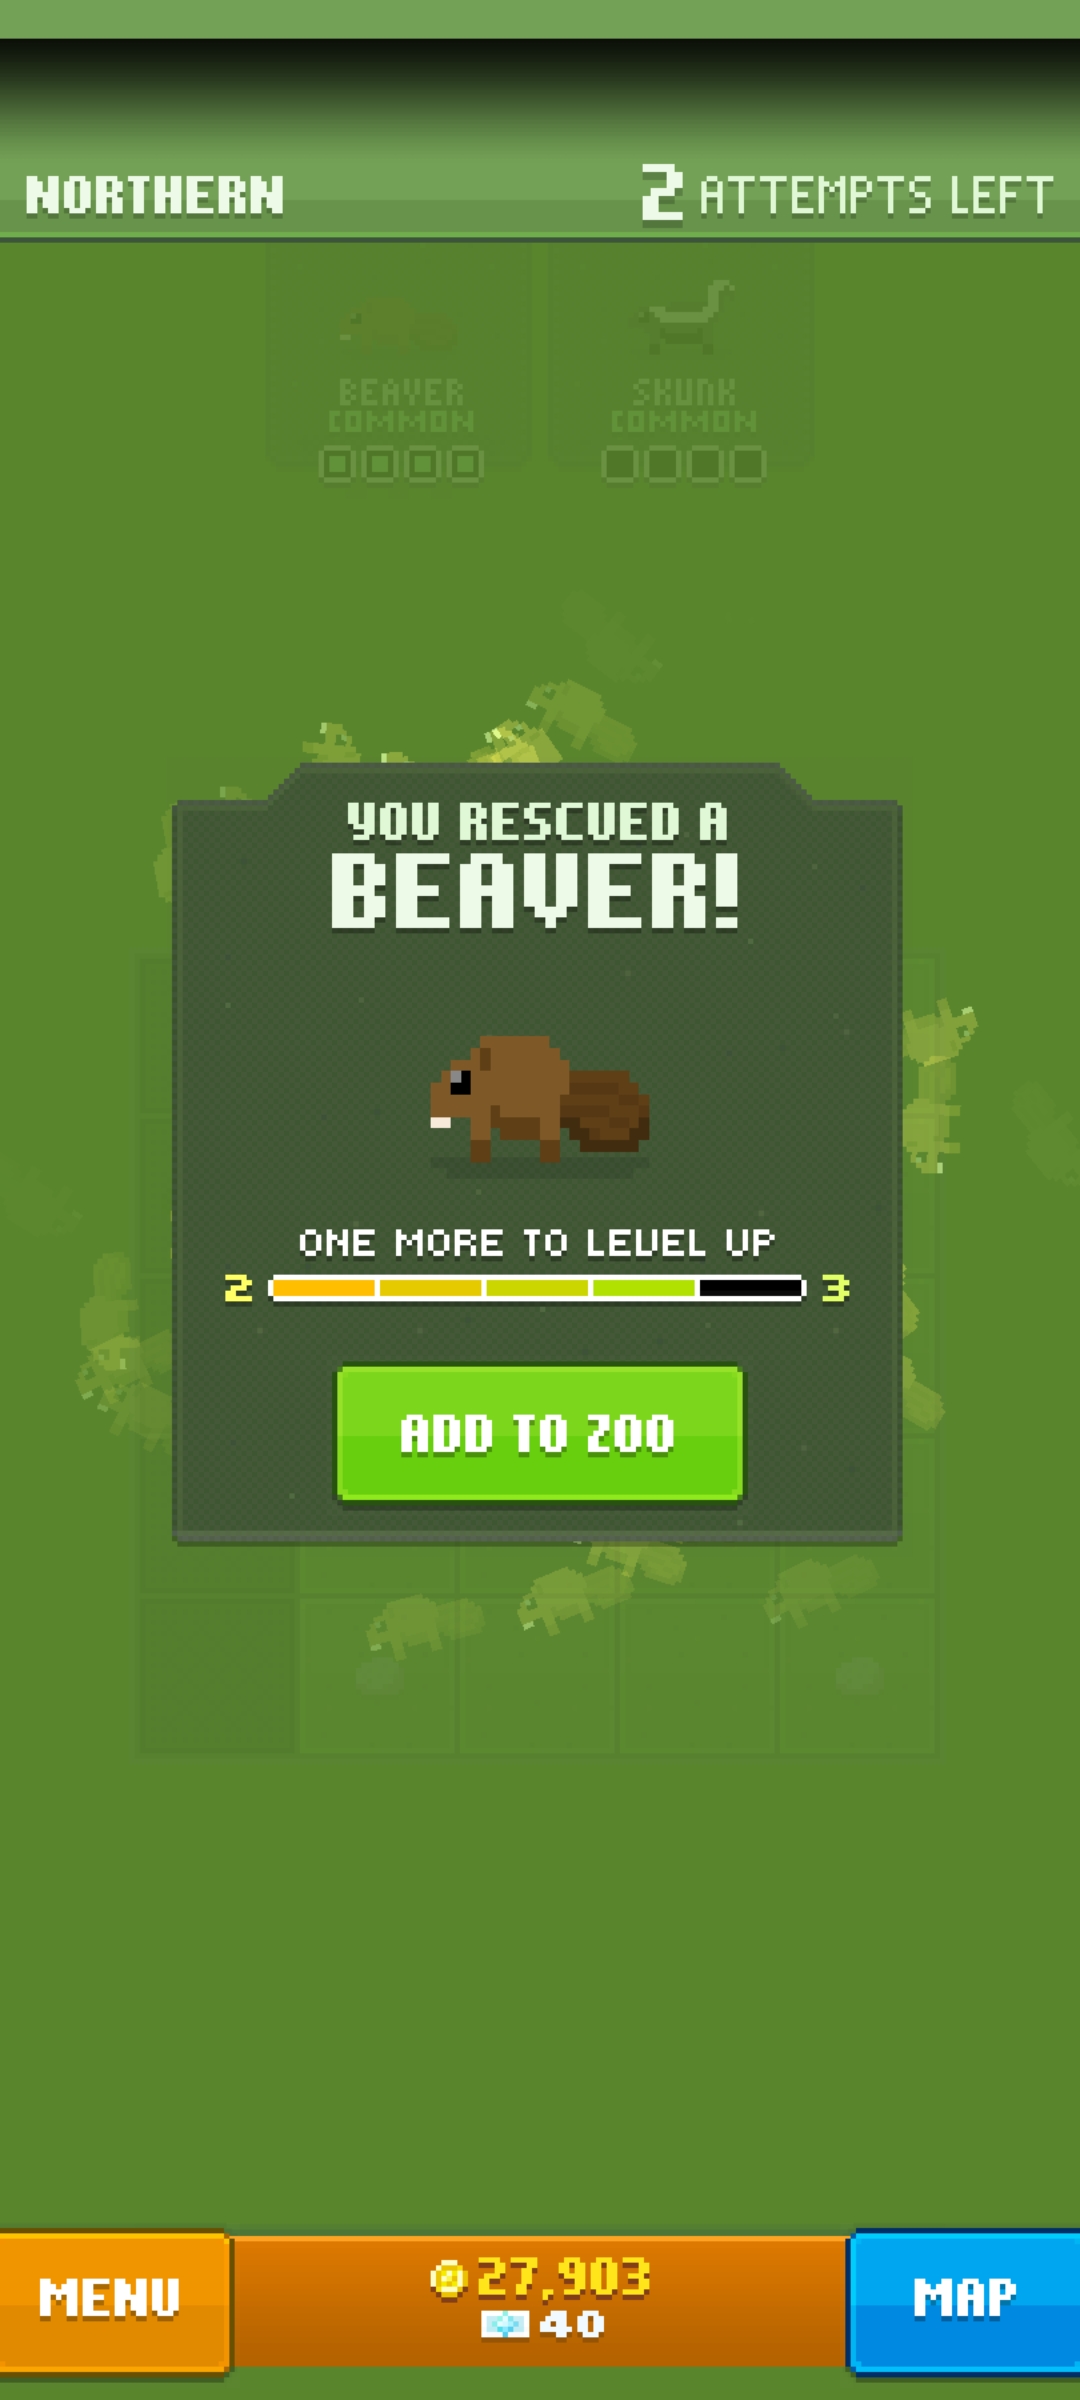 NORTHERN
2 ATTEMPTS LEFT
BEAVER
COMMON
SKUNK
COMMON
YOU RESCUED A
BEAVER!
ONE MORE TO LEVEL UP
2 3
ADD TO ZOO
MENU
27,903
40
MAP